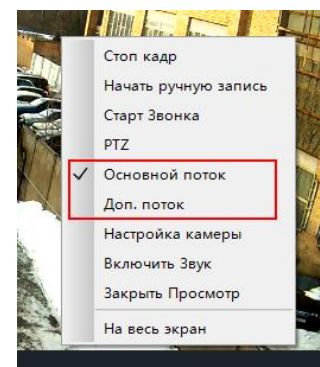 Стоп кадр
Начать ручную запись
Старт Звонка
PTZ
Основной поток
Доп. поток
Настройка камеры
Включить Звук
Закрыть Просмотр
На весь экран